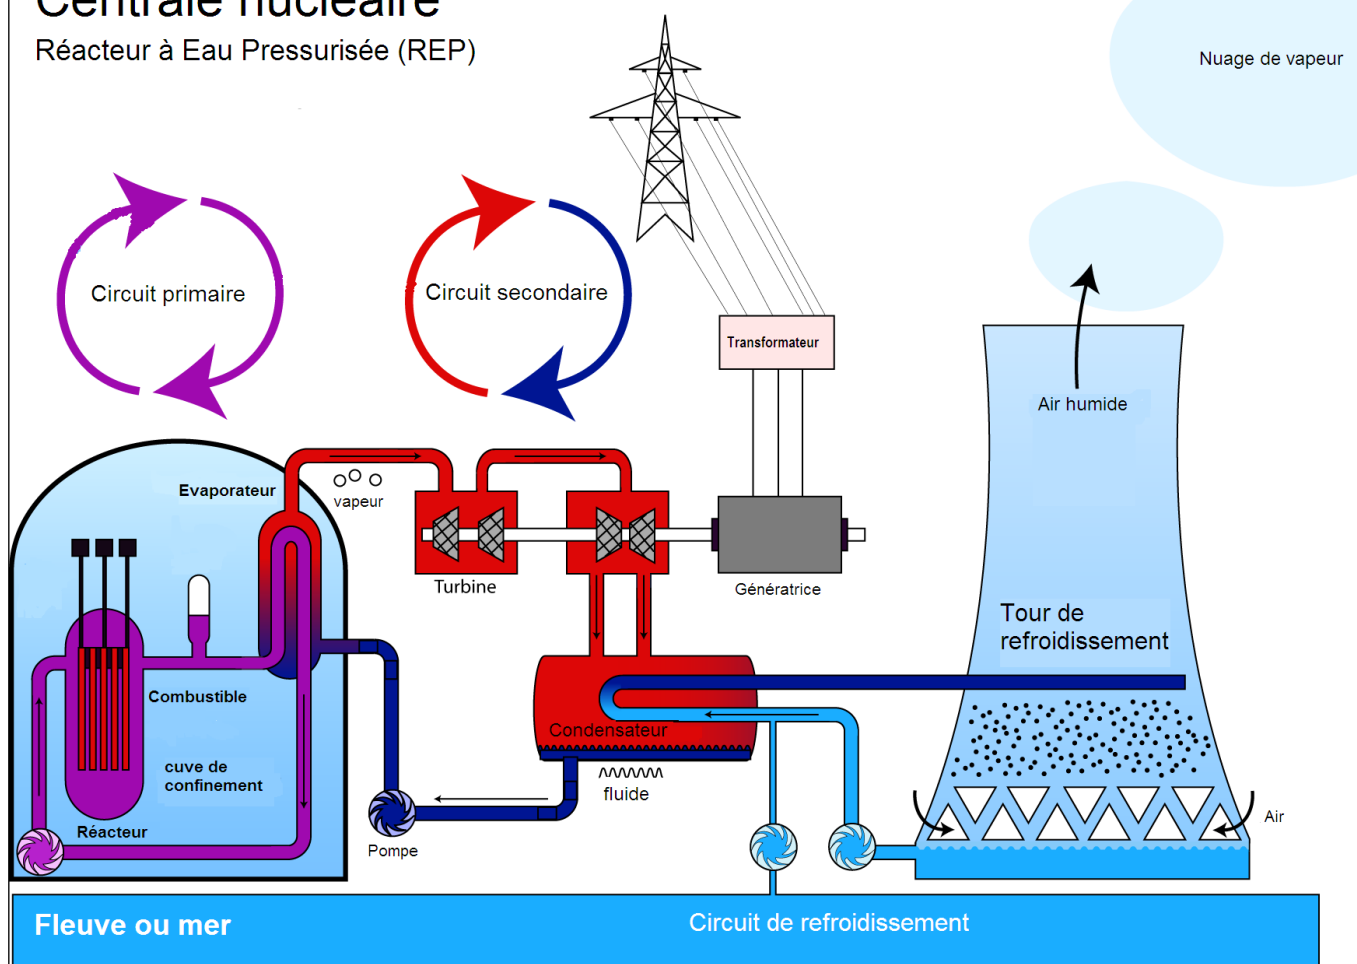 Centrale nucléaire
Réacteur à Eau Pressurisée (REP)
Nuage de vapeur
Circuit primaire
Circuit secondaire
Transformateur
Air humide
Evaporateur
vapeur
Turbine
Génératrice
Tour de
refroidissement
Combustible
Condensateur
cuve de
confinement
fluide
Réacteur
Pompe
Air
Fleuve ou mer
Circuit de refroidissement